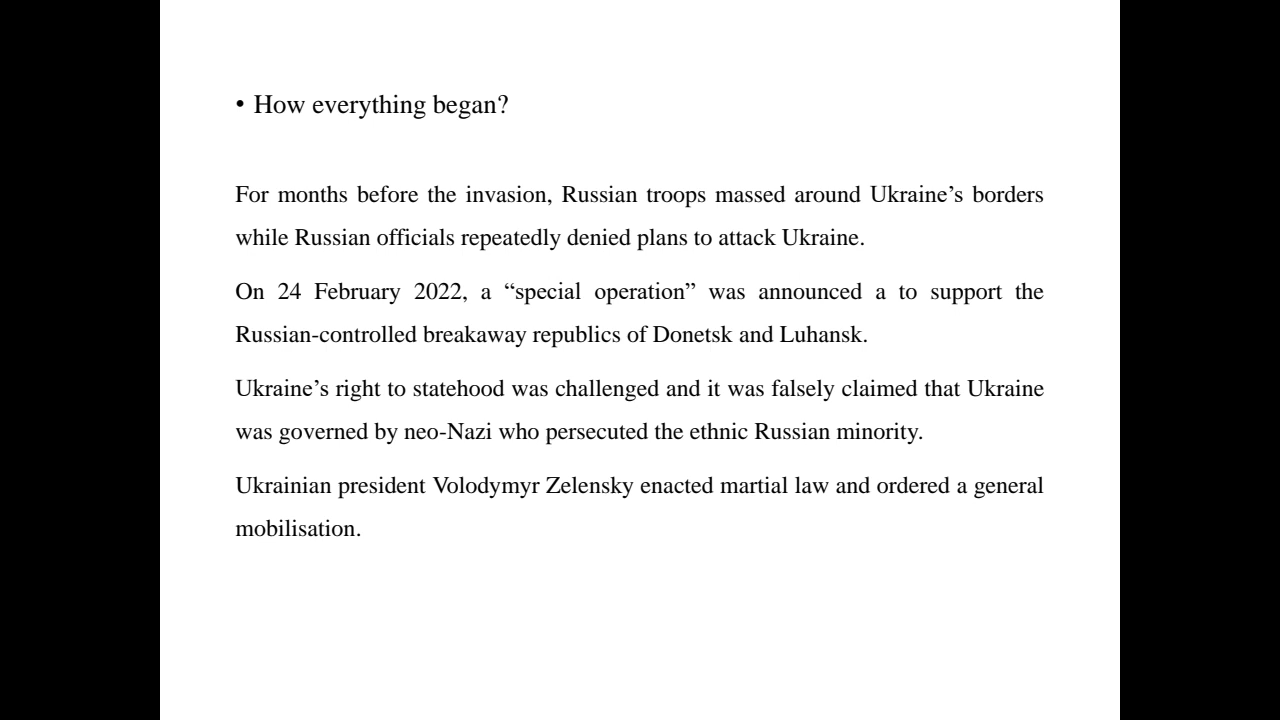 • How everything began?
For months before the invasion, Russian troops massed around Ukraine’s borders
while Russian officials repeatedly denied plans to attack Ukraine.
On 24 February 2022, a “special operation” was announced a to support the
Russian-controlled breakaway republics of Donetsk and Luhansk.
Ukraine’s right to statehood was challenged and it was falsely claimed that Ukraine
was governed by neo-Nazi who persecuted the ethnic Russian minority.
Ukrainian president Volodymyr Zelensky enacted martial law and ordered a general
mobilisation.